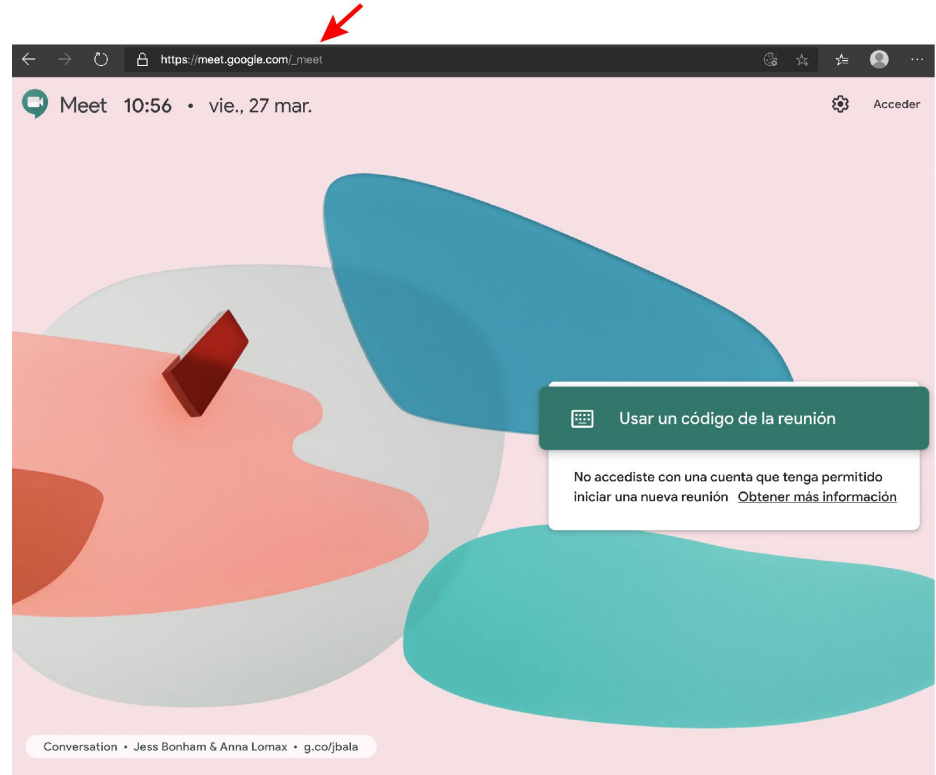 https://meet.google.com/_meet
Meet 10:56 • vie., 27 mar.
Acceder
Usar un código de la reunión
No accediste con una cuenta que tenga permitido
iniciar una nueva reunión Obtener más información
Conversation • Jess Bonham & Anna Lomax • g.co/jbala